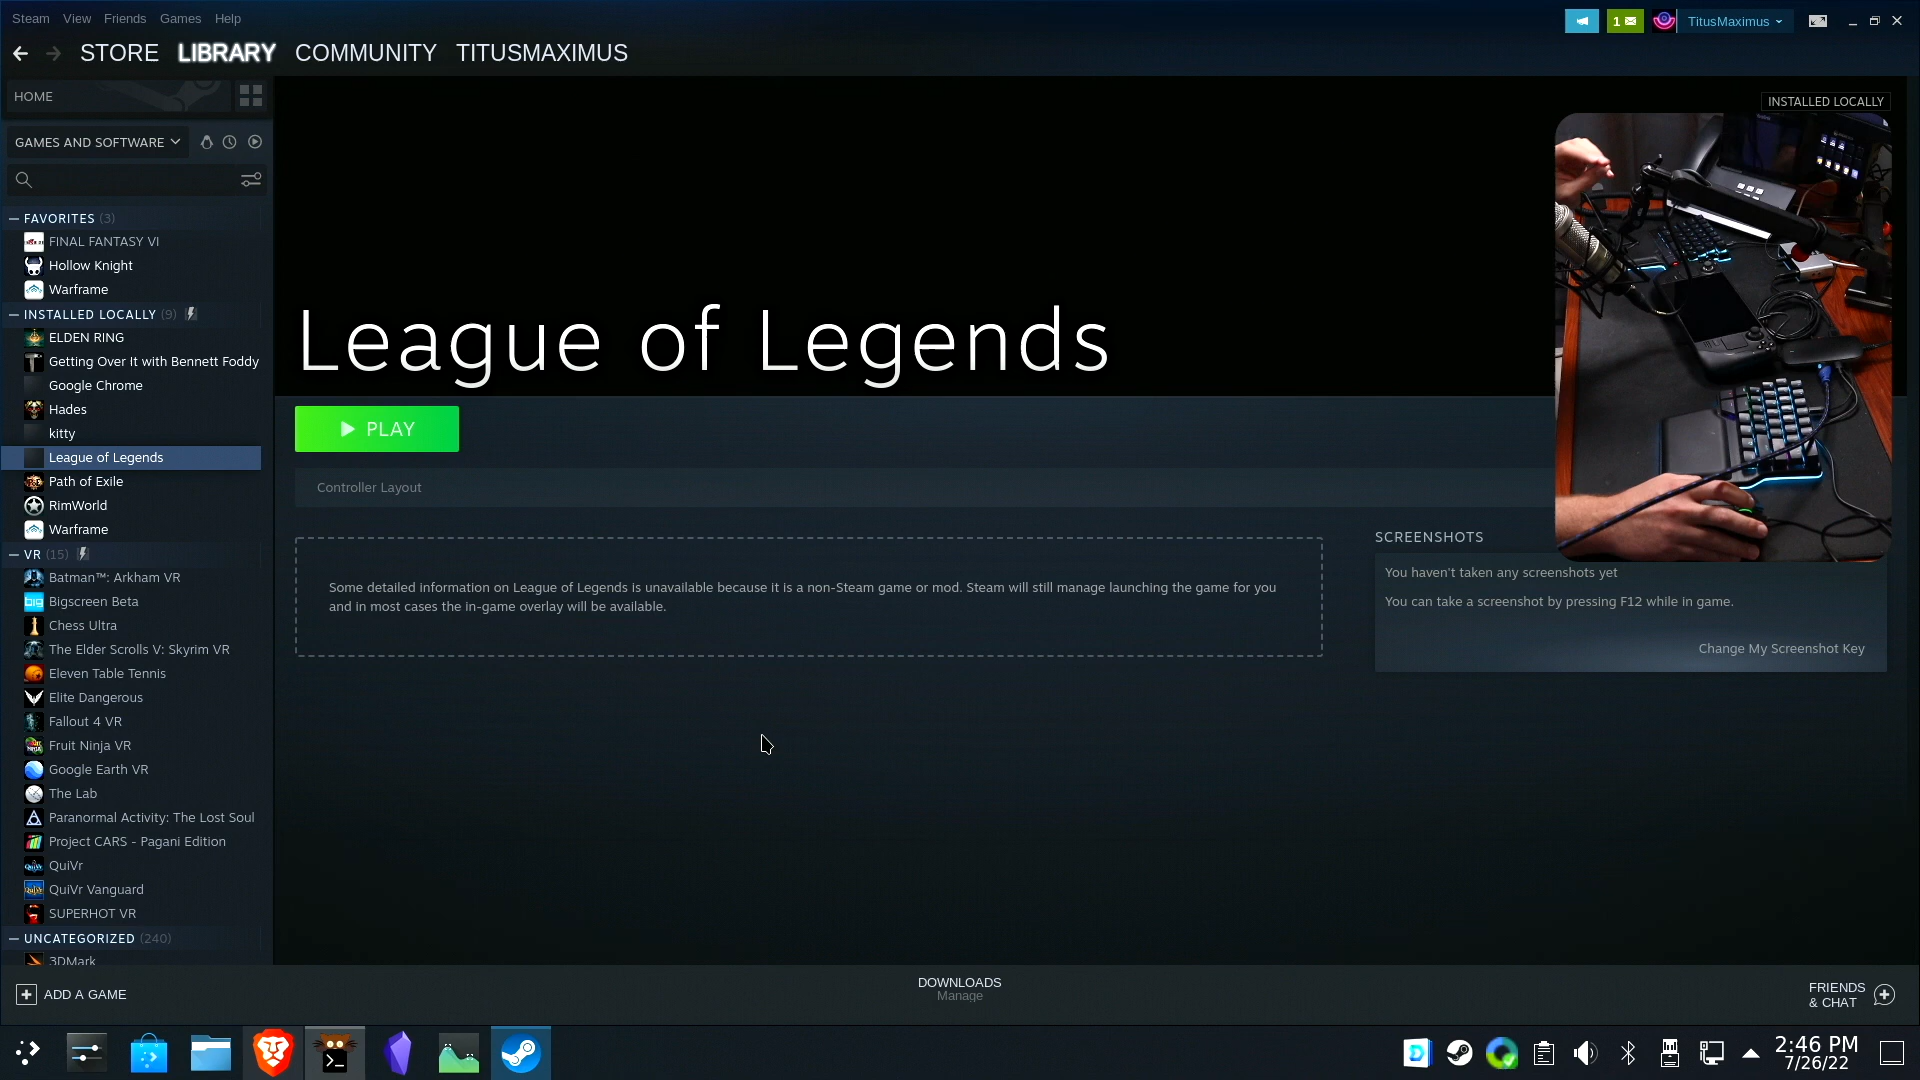 Steam View Friends Games Help
1
TitusMaximus
STORE LIBRARY COMMUNITY TITUSMAXIMUS
HOME
GAMES AND SOFTWARE
FAVORITES (3)
FINAL FANTASY VI
Hollow Knight
Warframe
INSTALLED LOCALLY (9)
ELDEN RING
Getting Over It with Bennett Foddy
Google Chrome
Hades
kitty
League of Legends
Path of Exile
RimWorld
Warframe
VR (15)
Batman™: Arkham VR
Bigscreen Beta
Chess Ultra
The Elder Scrolls V: Skyrim VR
Eleven Table Tennis
Elite Dangerous
Fallout 4 VR
Fruit Ninja VR
Google Earth VR
The Lab
Paranormal Activity: The Lost Soul
Project CARS - Pagani Edition
QuiVr
QuiVr Vanguard
SUPERHOT VR
UNCATEGORIZED (240)
3DMark
INSTALLED LOCALLY
League of Legends
PLAY
Controller Layout
Some detailed information on League of Legends is unavailable because it is a non-Steam game or mod. Steam will still manage launching the game for you
and in most cases the in-game overlay will be available.
SCREENSHOTS
You haven't taken any screenshots yet
You can take a screenshot by pressing F12 while in game.
Change My Screenshot Key
ADD A GAME
DOWNLOADS
Manage
FRIENDS
& CHAT
2:46 PM
7/26/22